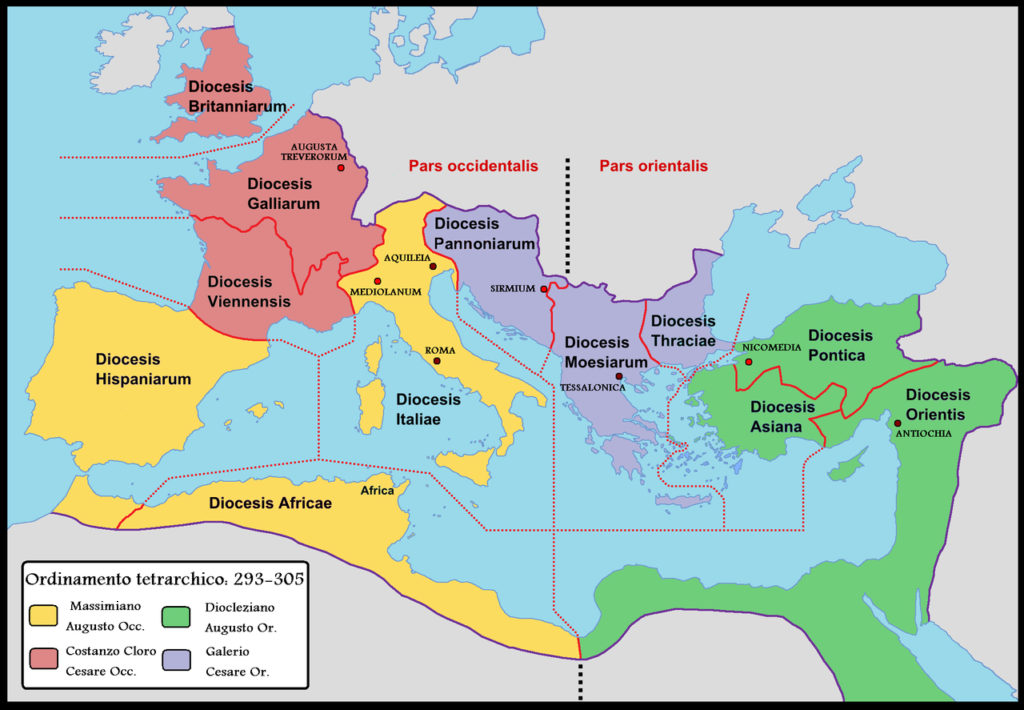 Diocesis
Britanniarum
AUGUSTA
TREVERORUM
Pars occidentalis
Pars orientalis
Diocesis
Galliarum
Diocesis
Pannoniarum
AQUILEIA
Diocesis
Viennensis
MEDIOLANUM
SIRMIUM
Diocesis
Thraciae
Diocesis
Moesiarum
Diocesis
Pontica
NICOMEDIA
Diocesis
Hispaniarum
ROMA
TESSALONICA
Diocesis
Italiae
Diocesis
Asiana
Diocesis
Orientis
ANTIOCHIA
Diocesis Africae
Africa
Ordinamento tetrarchico: 293-305
Massimiano
Augusto Occ.
Diocleziano
Augusto Or.
Costanzo Cloro
Cesare Occ.
Galerio
Cesare Or.